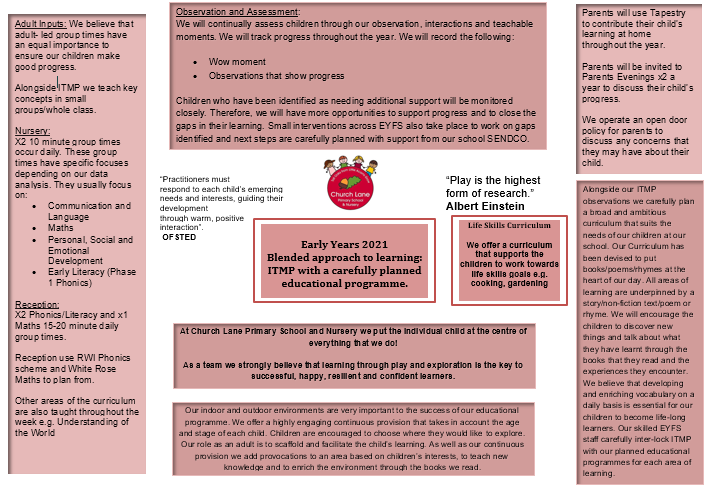 Adult Inputs: We believe that
adult- led group times have
an equal importance to
ensure our children make
good progress.
Alongside ITMP we teach key
concepts in small
groups/whole class.
Nursery:
X2 10 minute group times
occur daily. These group
times have specific focuses
depending on our data
analysis. They usually focus
on:
• Communication and
Language
• Maths
• Personal, Social and
Emotional
Development
• Early Literacy (Phase
1 Phonics)
Reception:
X2 Phonics/Literacy and x1
Maths 15-20 minute daily
group times.
Reception use RWI Phonics
scheme and White Rose
Maths to plan from.
Other areas of the curriculum
are also taught throughout the
week e.g. Understanding of
the World
Observation and Assessment:
We will continually assess children through our observation, interactions and teachable
moments. We will track progress throughout the year. We will record the following:
• Wow moment
• Observations that show progress
Children who have been identified as needing additional support will be monitored
closely. Therefore, we will have more opportunities to support progress and to close the
gaps in their learning. Small interventions across EYFS also take place to work on gaps
identified and next steps are carefully planned with support from our school SENDCO.
“Practitioners must
respond to each child’s emerging
needs and interests, guiding their
development
through warm, positive
interaction”.
OFSTED
Church Lane
Primary School
& Nursery
“Play is the highest
form of research.”
Albert Einstein
Early Years 2021
Blended approach to learning:
ITMP with a carefully planned
educational programme.
Life Skills Curriculum
We offer a curriculum
that supports the
children to work towards
life skills goals e.g.
cooking, gardening
At Church Lane Primary School and Nursery we put the individual child at the centre of
everything that we do!
As a team we strongly believe that learning through play and exploration is the key to
successful, happy, resilient and confident learners.
Our indoor and outdoor environments are very important to the success of our educational
programme. We offer a highly engaging continuous provision that takes in account the age
and stage of each child. Children are encouraged to choose where they would like to explore.
Our role as an adult is to scaffold and facilitate the child’s learning. As well as our continuous
provision we add provocations to an area based on children’s interests, to teach new
knowledge and to enrich the environment through the books we read.
Parents will use Tapestry
to contribute their child’s
learning at home
throughout the year.
Parents will be invited to
Parents Evenings x2 a
year to discuss their child’s
progress.
We operate an open door
policy for parents to
discuss any concerns that
they may have about their
child.
Alongside our ITMP
observations we carefully plan
a broad and ambitious
curriculum that suits the
needs of our children at our
school. Our Curriculum has
been devised to put
books/poems/rhymes at the
heart of our day. All areas of
learning are underpinned by a
story/non-fiction text/poem or
rhyme. We will encourage the
children to discover new
things and talk about what
they have learnt through the
books that they read and the
experiences they encounter.
We believe that developing
and enriching vocabulary on a
daily basis is essential for our
children to become life-long
learners. Our skilled EYFS
staff carefully inter-lock ITMP
with our planned educational
programmes for each area of
learning.